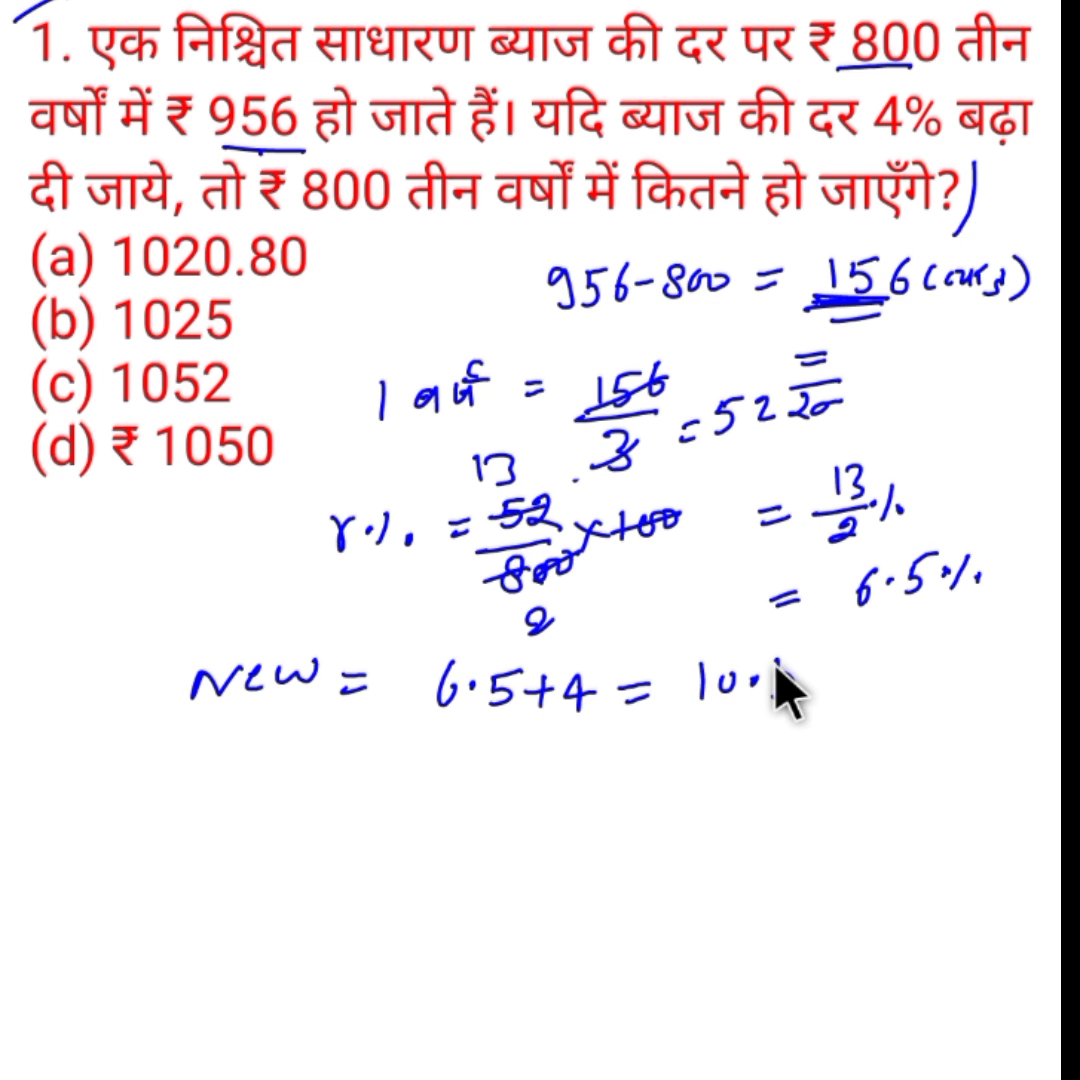 1. एक निश्चित साधारण ब्याज की दर पर ₹ 800 तीन
वर्षों में ₹ 956 हो जाते हैं। यदि ब्याज की दर 4% बढ़ा
दी जाये, तो ₹ 800 तीन वर्षों में कितने हो जाएँगे?)
(a) 1020.80
(b) 1025
(c) 1052
(d) ₹ 1050
956-800 = 156
1 वर्ष = 156/3 = 52
r% = 52/800 × 100 = 13/2 %
13
2
= 6.5%
New = 6.5+4 = 10.